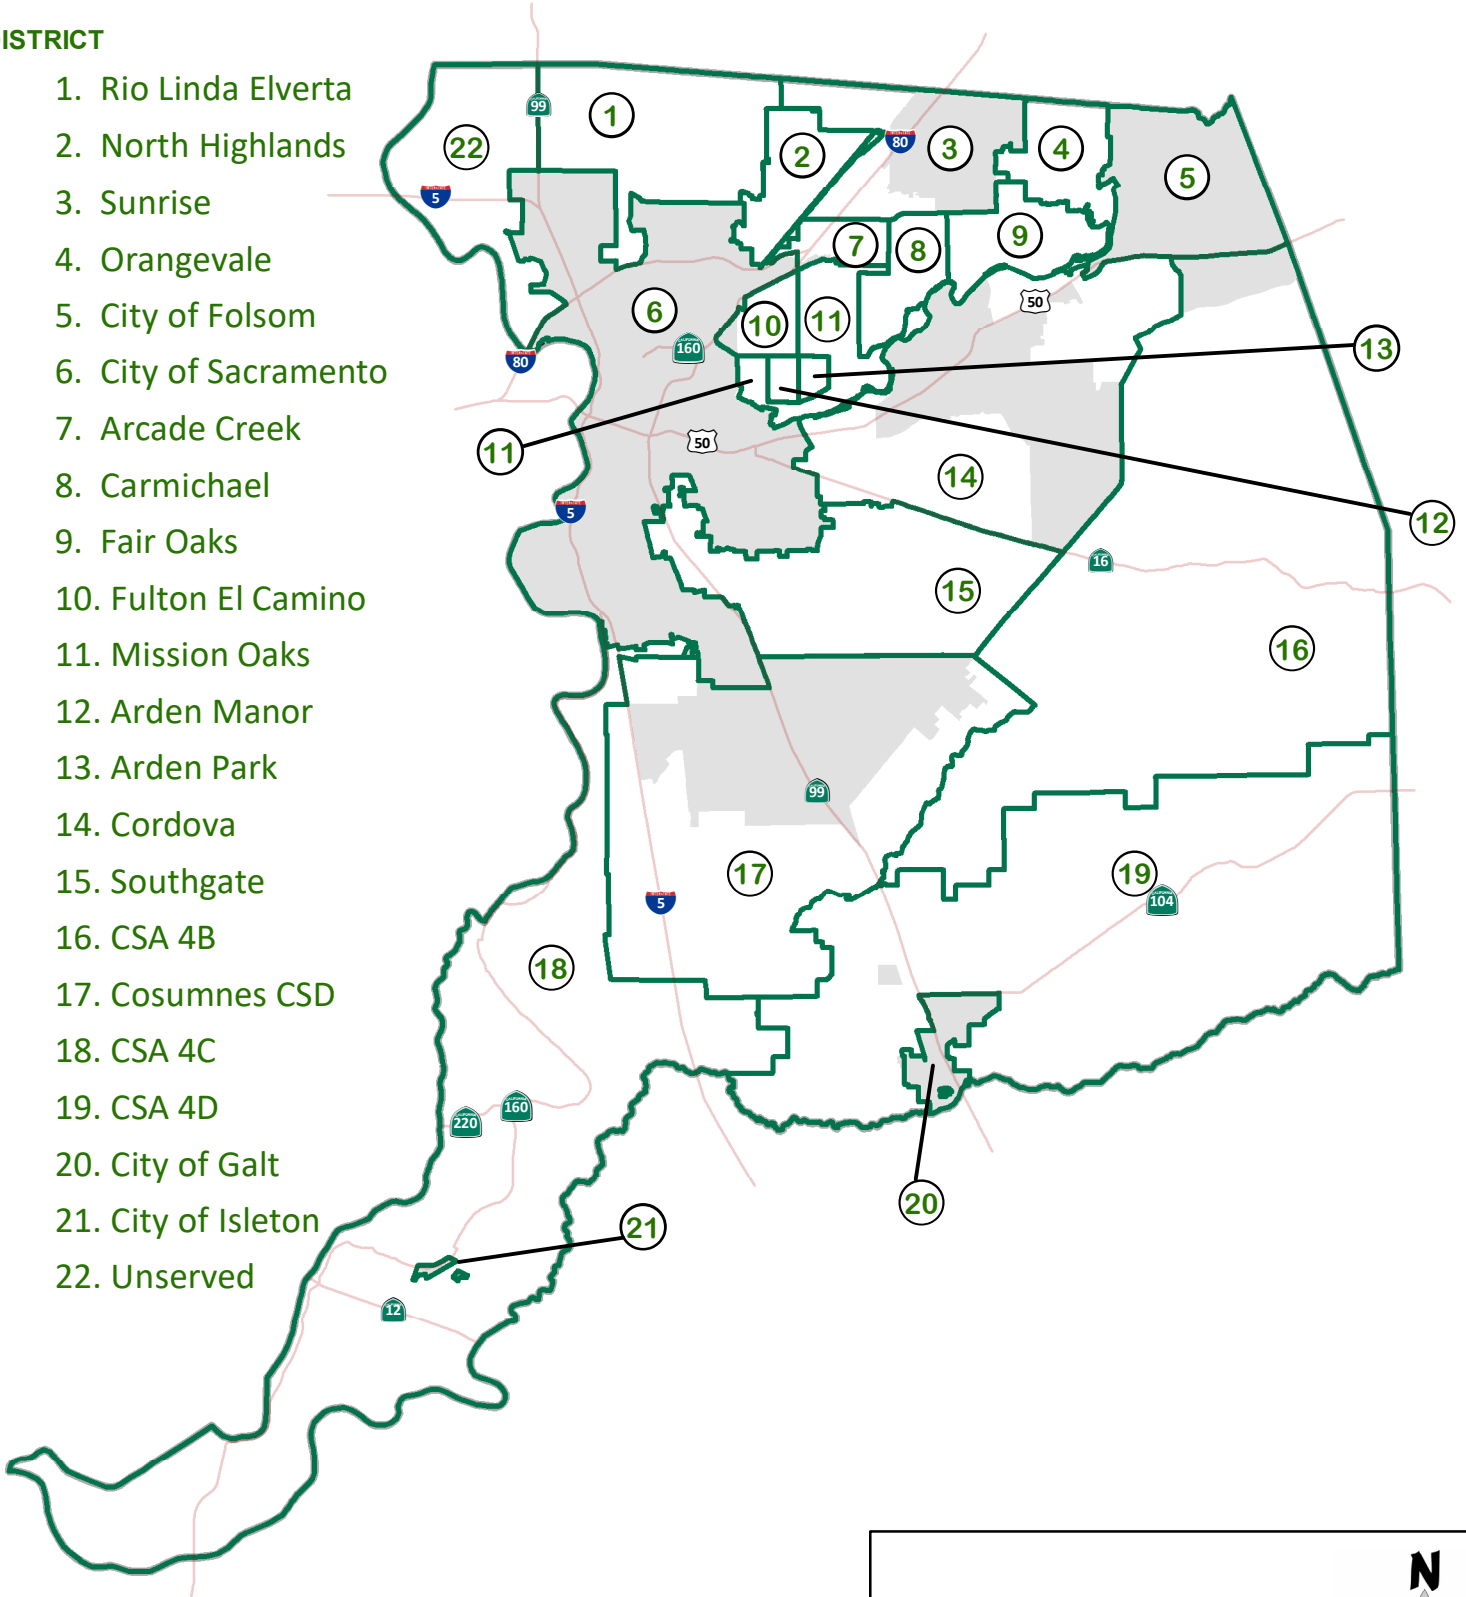 ISTRICT
1. Rio Linda Elverta
2. North Highlands
3. Sunrise
4. Orangevale
5. City of Folsom
6. City of Sacramento
7. Arcade Creek
8. Carmichael
9. Fair Oaks
10. Fulton El Camino
11. Mission Oaks
12. Arden Manor
13. Arden Park
14. Cordova
15. Southgate
16. CSA 4B
17. Cosumnes CSD
18. CSA 4C
19. CSA 4D
20. City of Galt
21. City of Isleton
22. Unserved
99
1
22
2
80
3
4
5
5
7
8
9
6
10
11
50
160
13
80
11
50
14
12
5
16
15
16
99
17
19
104
5
18
160
220
20
21
12
N